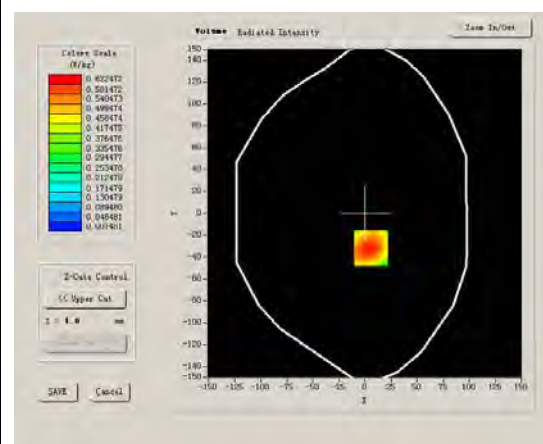 Volume Radiated Intensity
Zoom In/Out
Colors Scale
(W/kg)
0.622472
0.581472
0.540473
0.499474
0.458474
0.417475
0.376476
0.335476
0.294477
0.253478
0.212478
0.171479
0.130479
0.089480
0.048481
0.007481
150
140
120
100
80
60
40
20
0
-20
-40
-60
-80
-100
-120
-140
-150
Y
-150 -125 -100 -75 -50 -25 0 25 50 75 100 125 150
X
Z-Cuts Control
<< Upper Cut
Z = 4.0 mm
SAVE
Cancel